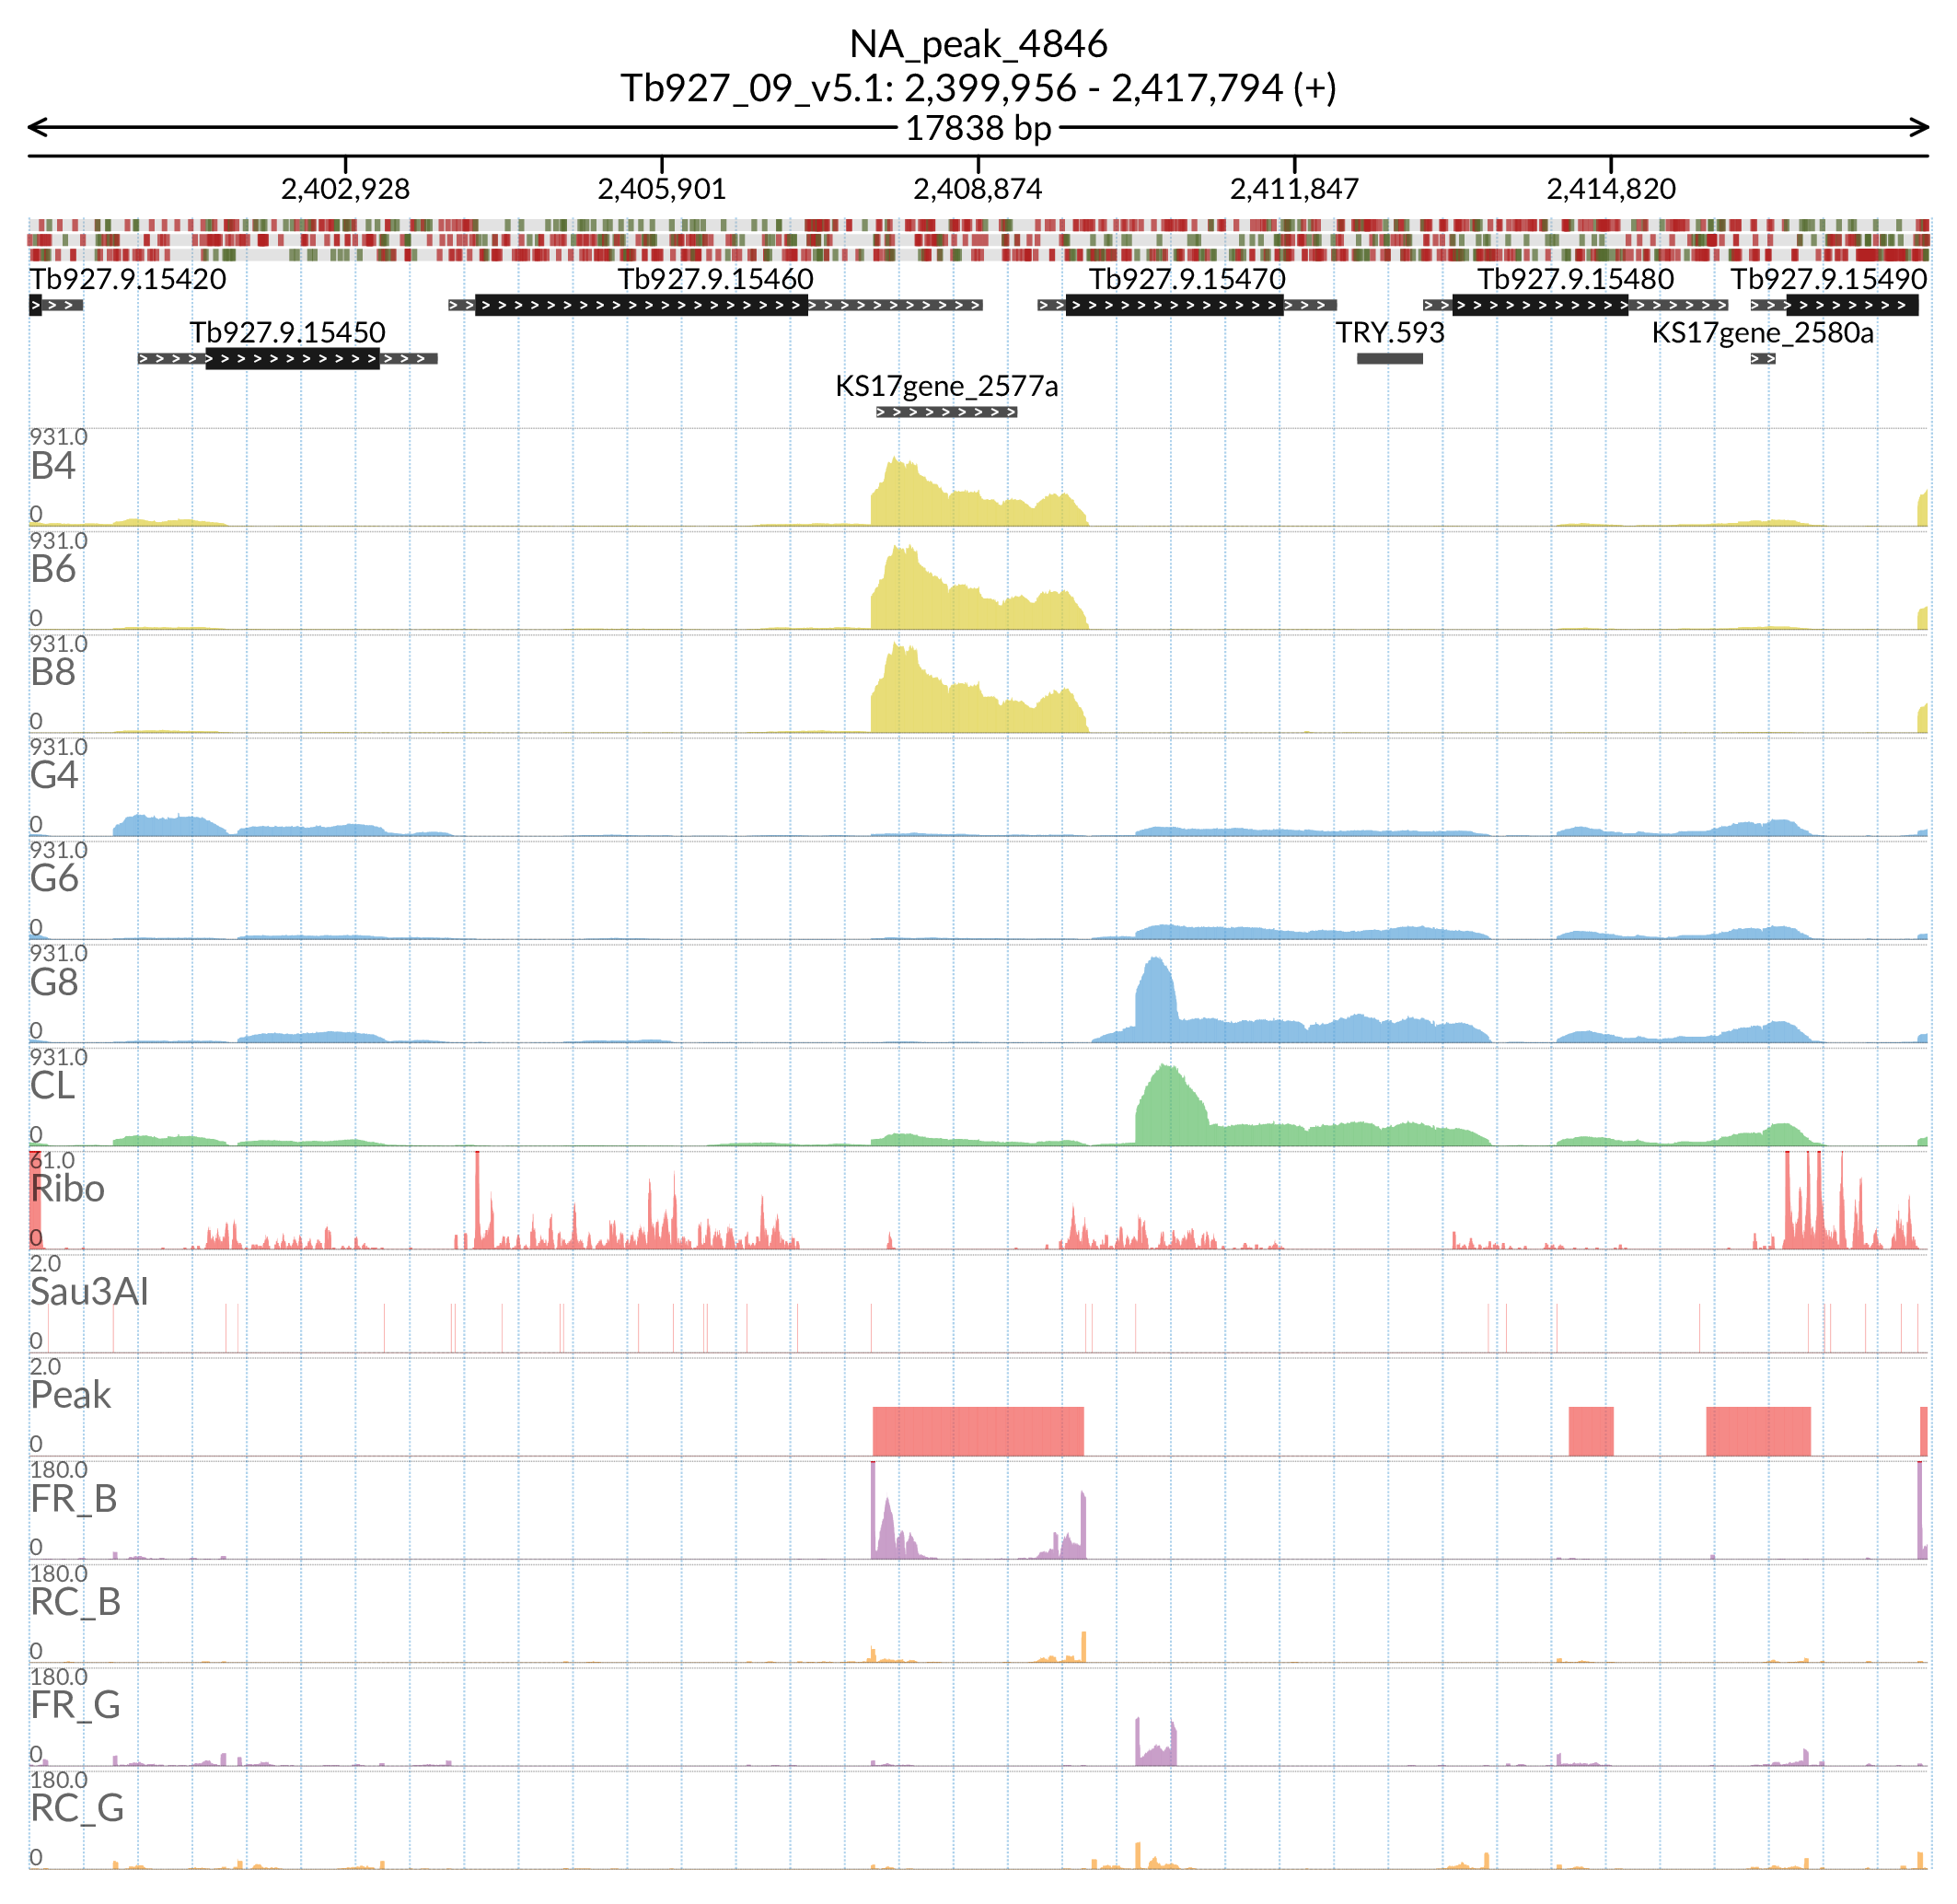 NA_peak_4846
Tb927_09_v5.1: 2,399,956 - 2,417,794 (+)
17838 bp
2,402,928 2,405,901 2,408,874 2,411,847 2,414,820
Tb927.9.15420 Tb927.9.15460 Tb927.9.15470 Tb927.9.15480 Tb927.9.15490
Tb927.9.15450 TRY.593 KS17gene_2580a
KS17gene_2577a
931.0
B4
0
931.0
B6
0
931.0
B8
0
931.0
G4
0
931.0
G6
0
931.0
G8
0
931.0
CL
0
61.0
Ribo
0
2.0
Sau3AI
0
2.0
Peak
0
180.0
FR_B
0
180.0
RC_B
0
180.0
FR_G
0
180.0
RC_G
0